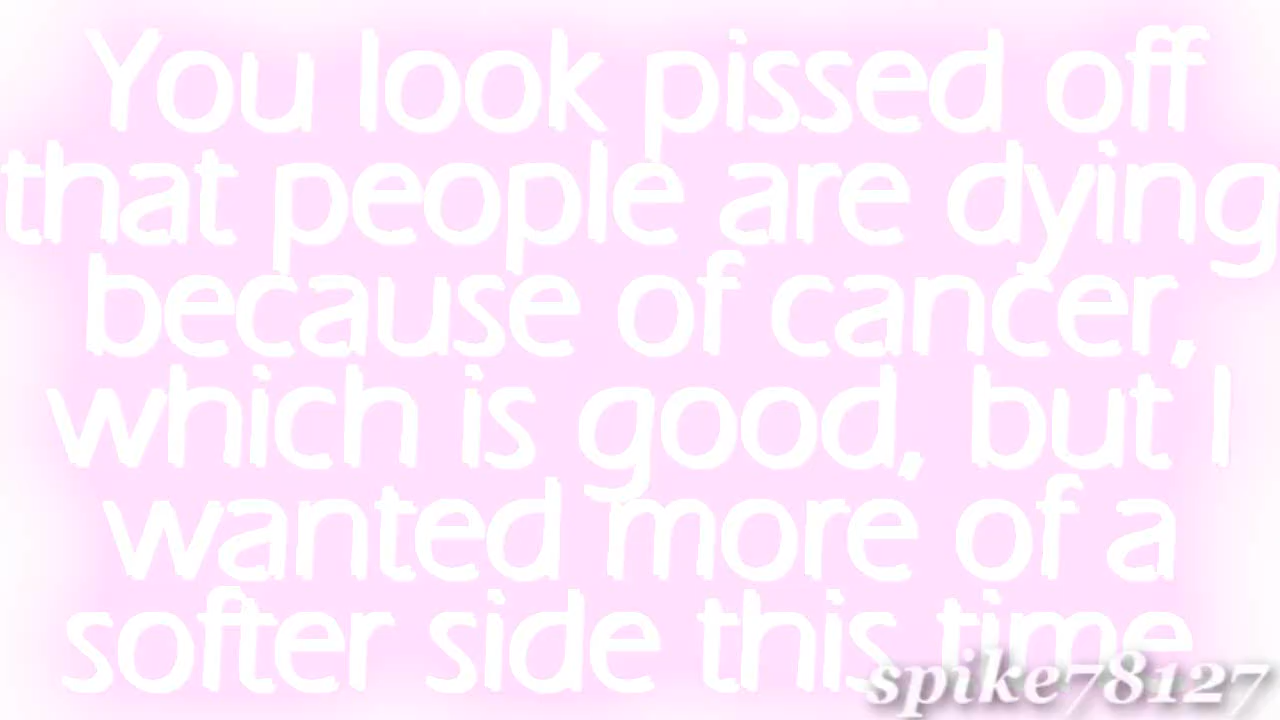 You look pissed off
that people are dying
because of cancer,
which is good, but I
wanted more of a
softer side this time
spike78127